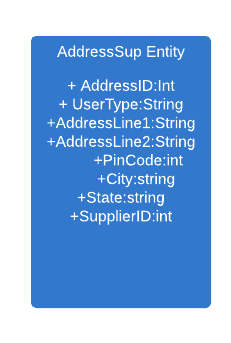 AddressSup Entity
+ AddressID:Int
+ UserType:String
+AddressLine1:String
+AddressLine2:String
+PinCode:int
+City:string
+State:string
+SupplierID:int